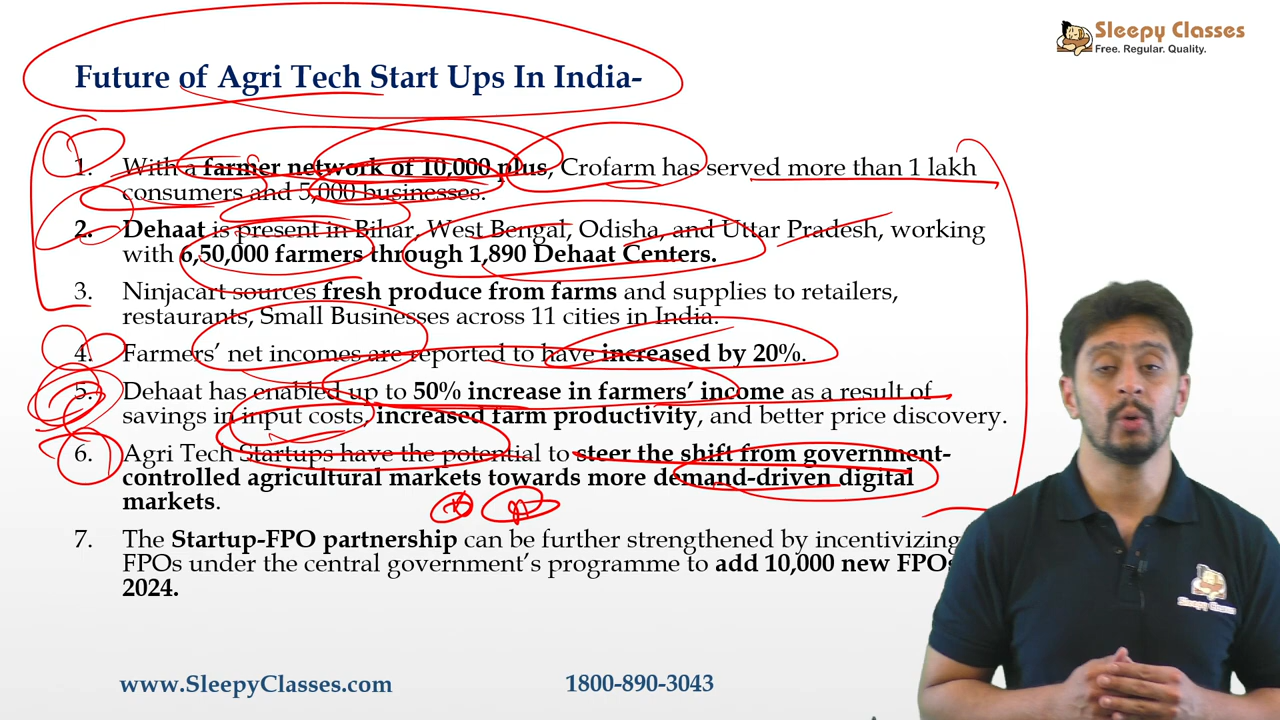 Sleepy Classes
Free. Regular. Quality.
Future of Agri Tech Start Ups In India-
1. With a farmer network of 10,000 plus, Crofarm has served more than 1 lakh
consumers and 5,000 businesses.
2. Dehaat is present in Bihar, West Bengal, Odisha, and Uttar Pradesh, working
with 6,50,000 farmers through 1,890 Dehaat Centers.
3. Ninjacart sources fresh produce from farms and supplies to retailers,
restaurants, Small Businesses across 11 cities in India.
4. Farmers' net incomes are reported to have increased by 20%.
5. Dehaat has enabled up to 50% increase in farmers' income as a result of
savings in input costs, increased farm productivity, and better price discovery.
6. Agri Tech Startups have the potential to steer the shift from government-
controlled agricultural markets towards more demand-driven digital
markets.
7. The Startup-FPO partnership can be further strengthened by incentivizing
FPOs under the central government's programme to add 10,000 new FPOs
2024.
Sleepy Classes
www.SleepyClasses.com
1800-890-3043